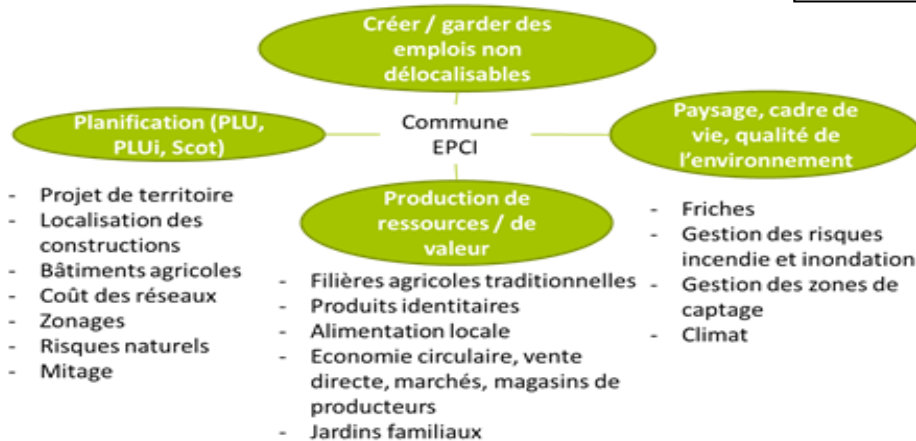 Créer / garder des
emplois non
délocalisables
Planification (PLU,
PLUi, Scot)
Commune
EPCI
Paysage, cadre de
vie, qualité de
l'environnement
- Projet de territoire
- Localisation des
constructions
- Bâtiments agricoles
- Coût des réseaux
- Zonages
- Risques naturels
- Mitage
Production de
ressources / de
valeur
- Filières agricoles traditionnelles
- Produits identitaires
- Alimentation locale
- Economie circulaire, vente
directe, marchés, magasins de
producteurs
- Jardins familiaux
- Friches
- Gestion des risques
incendie et inondation
- Gestion des zones de
captage
- Climat